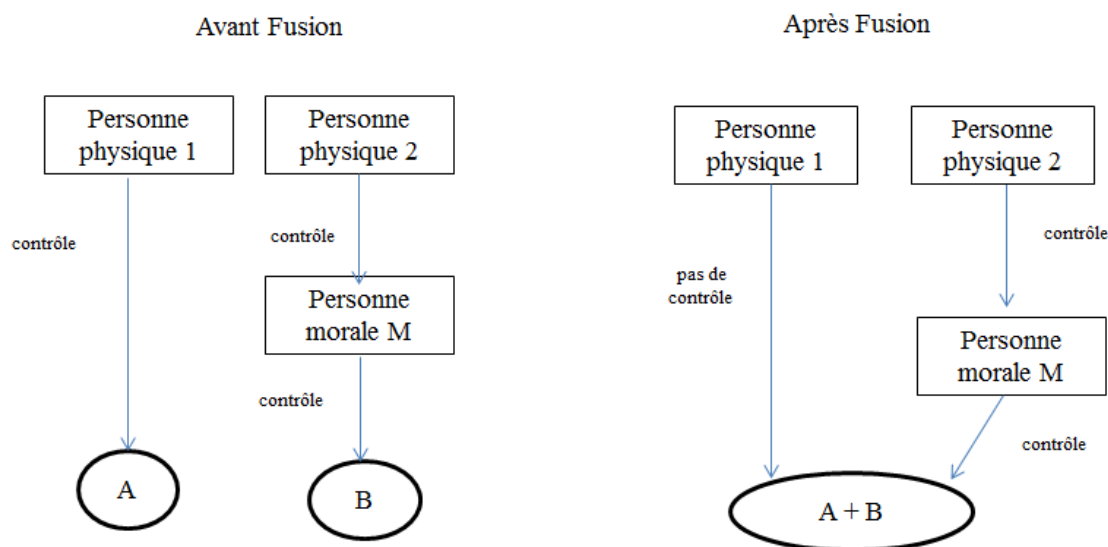 Avant Fusion
Personne
physique 1
Personne
physique 2
contrôle
contrôle
Personne
morale M
contrôle
A
B
Après Fusion
Personne
physique 1
Personne
physique 2
contrôle
pas de
contrôle
Personne
morale M
contrôle
A + B